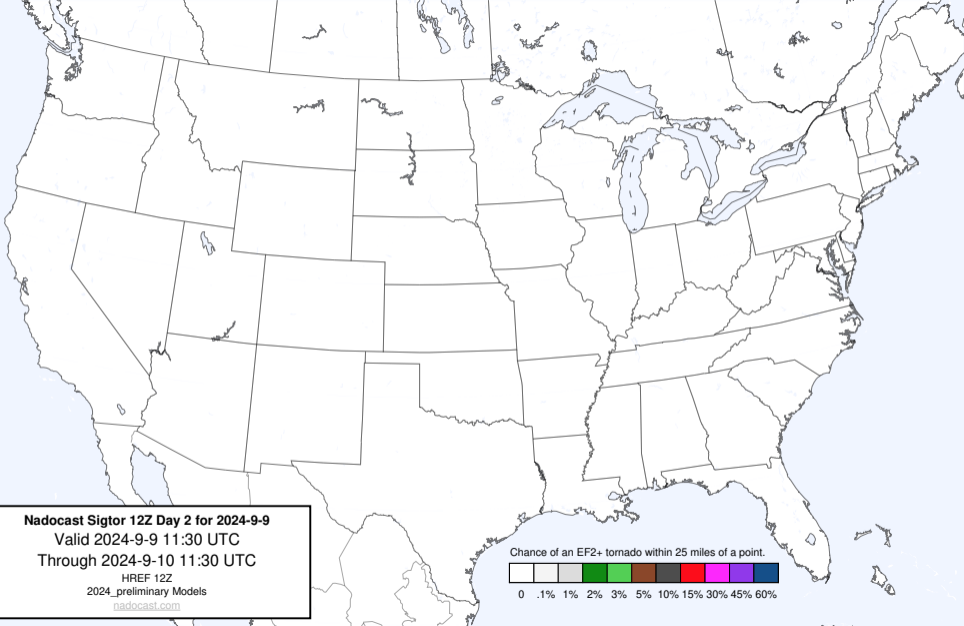 Nadocast Sigtor 12Z Day 2 for 2024-9-9
Valid 2024-9-9 11:30 UTC
Through 2024-9-10 11:30 UTC
HREF 12Z
2024_preliminary Models
nadocast.com
Chance of an EF2+ tornado within 25 miles of a point.
0 .1% 1% 2% 3% 5% 10% 15% 30% 45% 60%